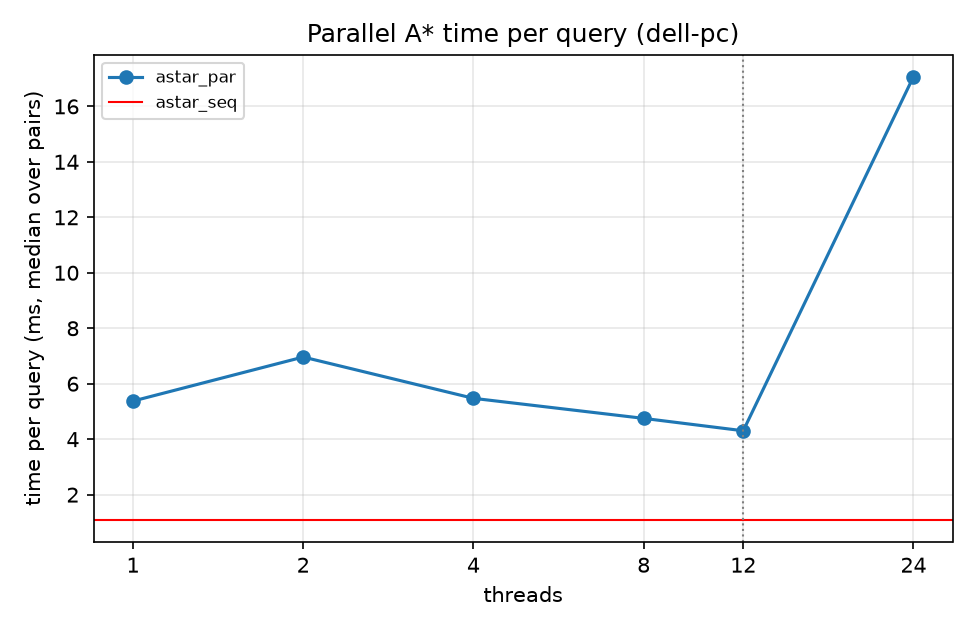 Parallel A* time per query (dell-pc)
astar_par
astar_seq
time per query (ms, median over pairs)
16
14
12
10
8
6
4
2
1 2 4 8 12 24
threads